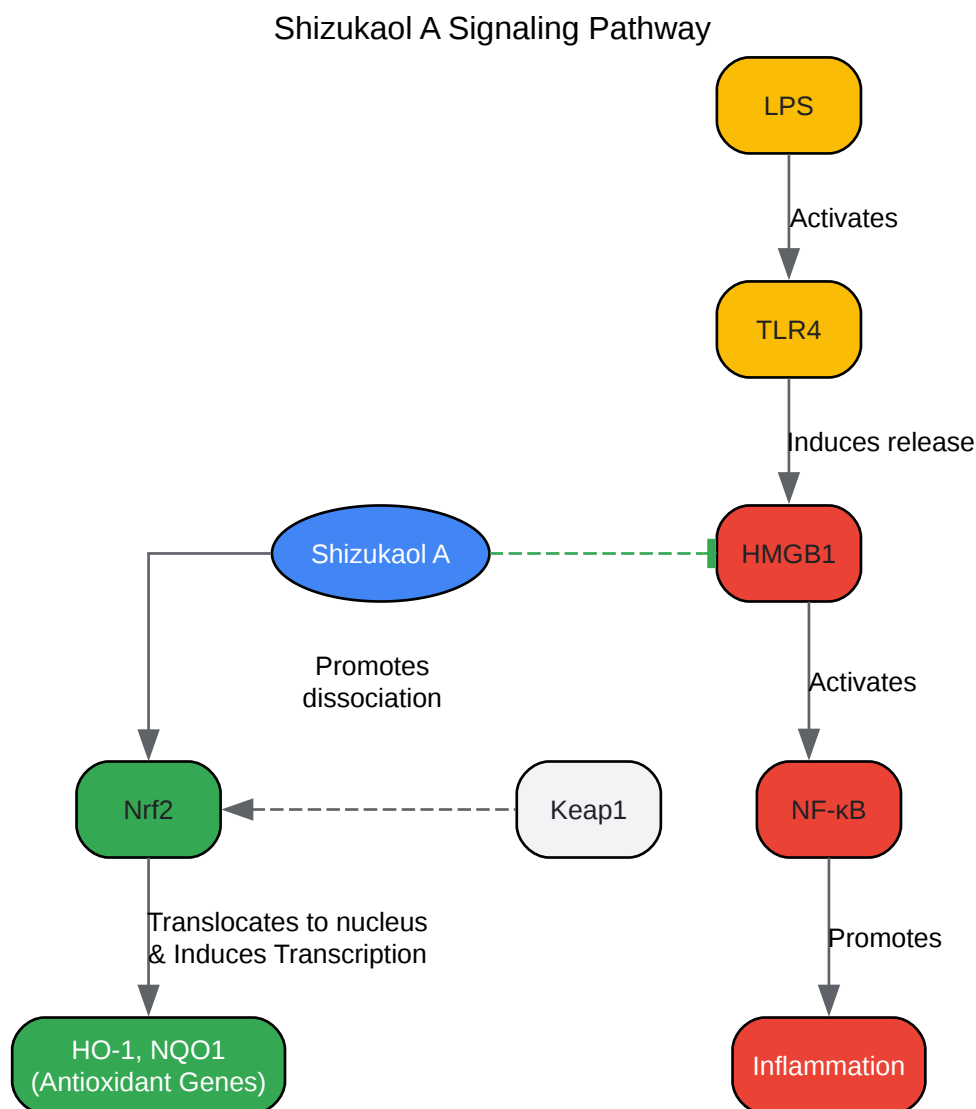 Shizukaol A Signaling Pathway
LPS
Activates
TLR4
Induces release
Shizukaol A
HMGB1
Promotes
dissociation
Activates
Nrf2
Keap1
NF-κB
Translocates to nucleus
& Induces Transcription
Promotes
HO-1, NQO1
(Antioxidant Genes)
Inflammation